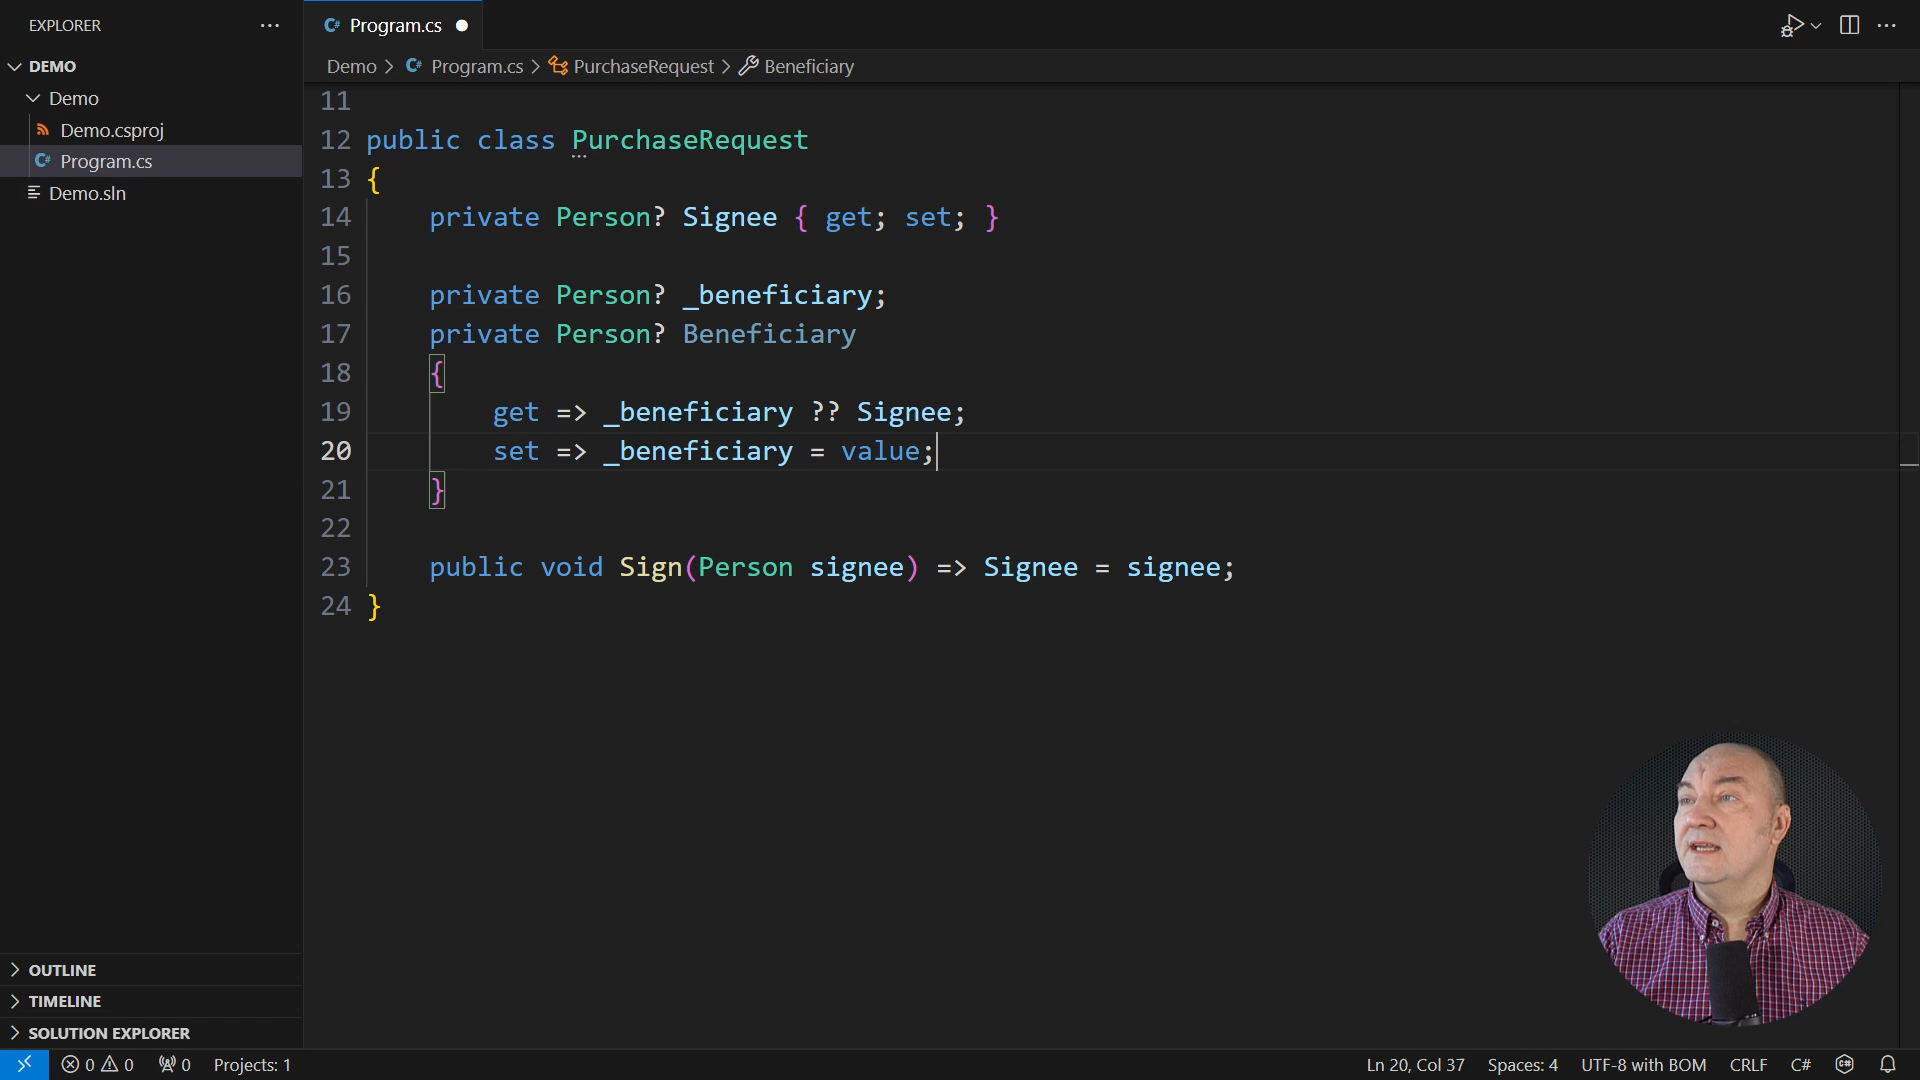 EXPLORER
Program.cs
DEMO
Demo > Program.cs > PurchaseRequest > Beneficiary
Demo
Demo.csproj
Program.cs
Demo.sln
11
12 public class PurchaseRequest
13 {
14 private Person? Signee { get; set; }
15
16 private Person? _beneficiary;
17 private Person? Beneficiary
18 {
19 get => _beneficiary ?? Signee;
20 set => _beneficiary = value;
21 }
22
23 public void Sign(Person signee) => Signee = signee;
24 }
OUTLINE
TIMELINE
SOLUTION EXPLORER
0 0 0 Projects: 1 Ln 20, Col 37 Spaces: 4 UTF-8 with BOM CRLF C#